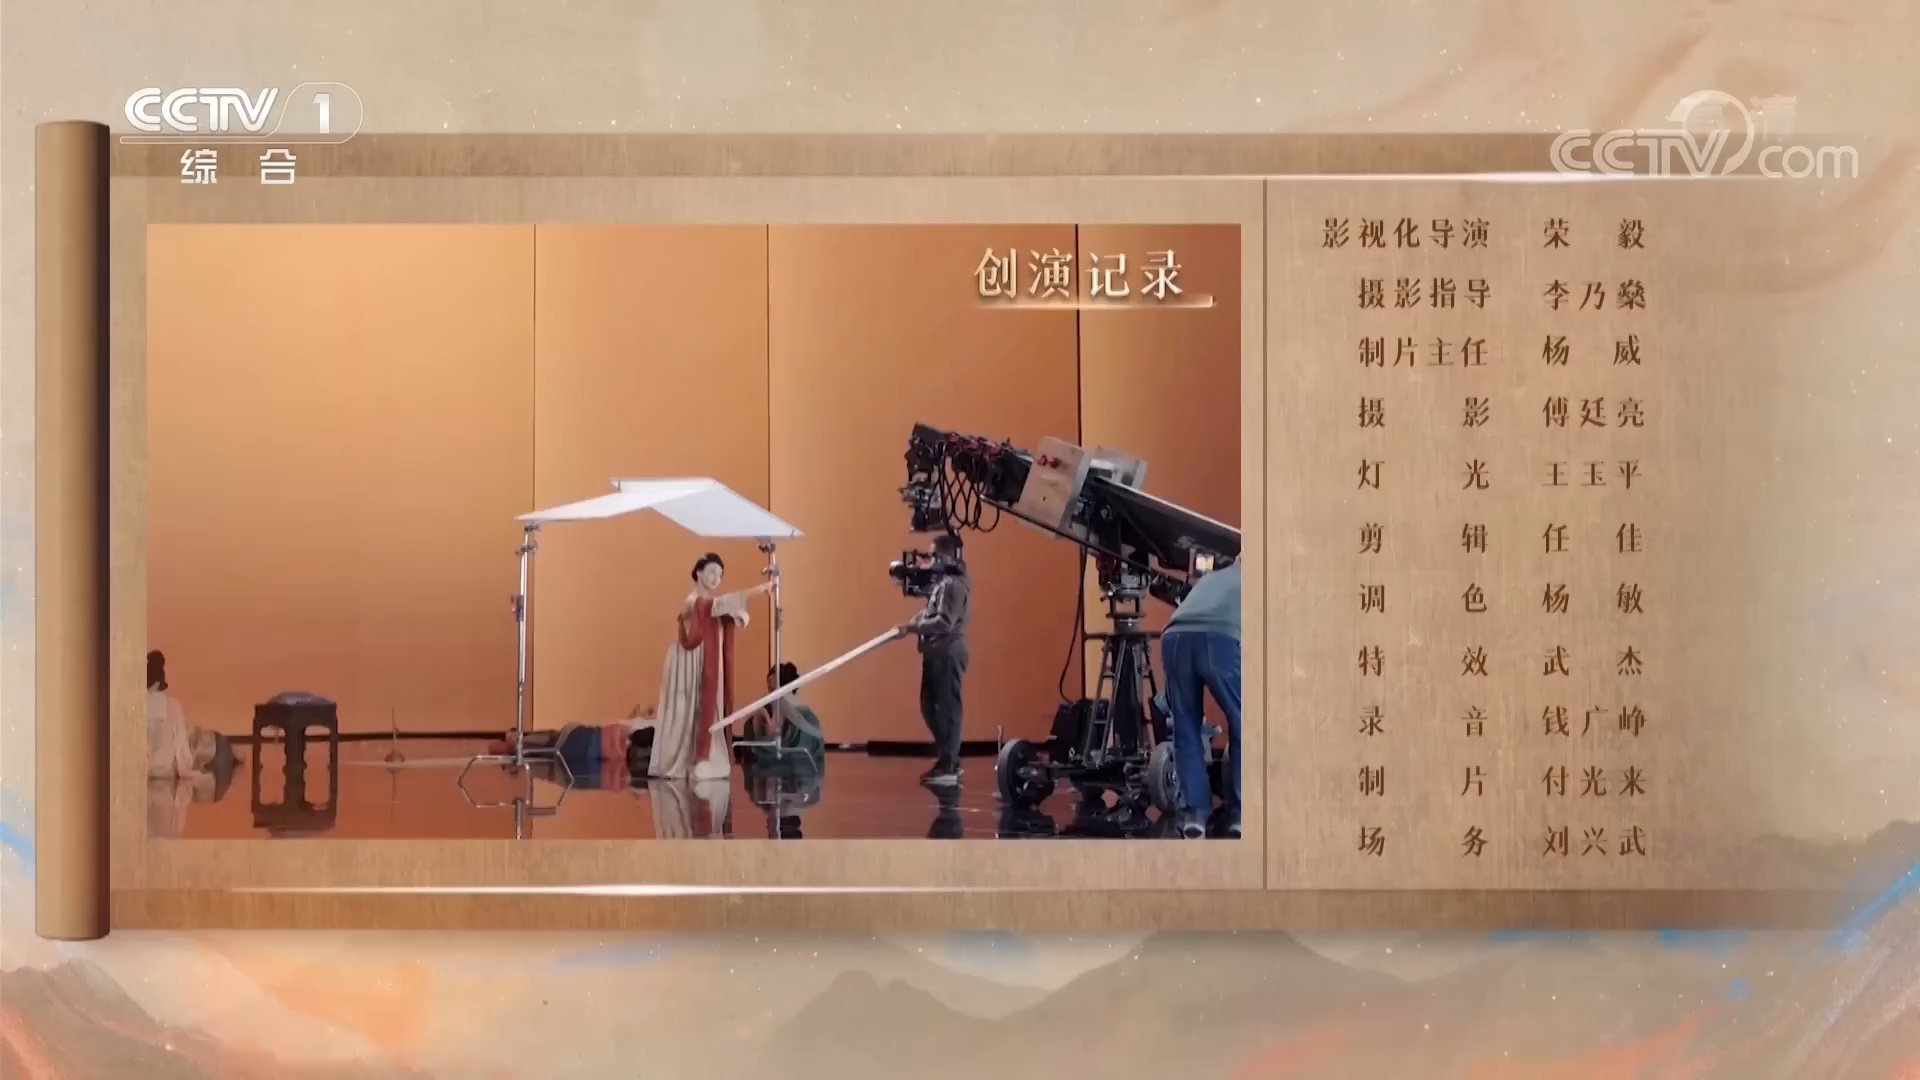 CCTV 1
综合
高清
CCTV.com
创演记录
影视化导演 荣毅
摄影指导 李乃燊
制片主任 杨威
摄影 傅廷亮
灯光 王玉平
剪辑 任佳
调色 杨敏
特效 武杰
录音 钱广峥
制片 付光来
场务 刘兴武